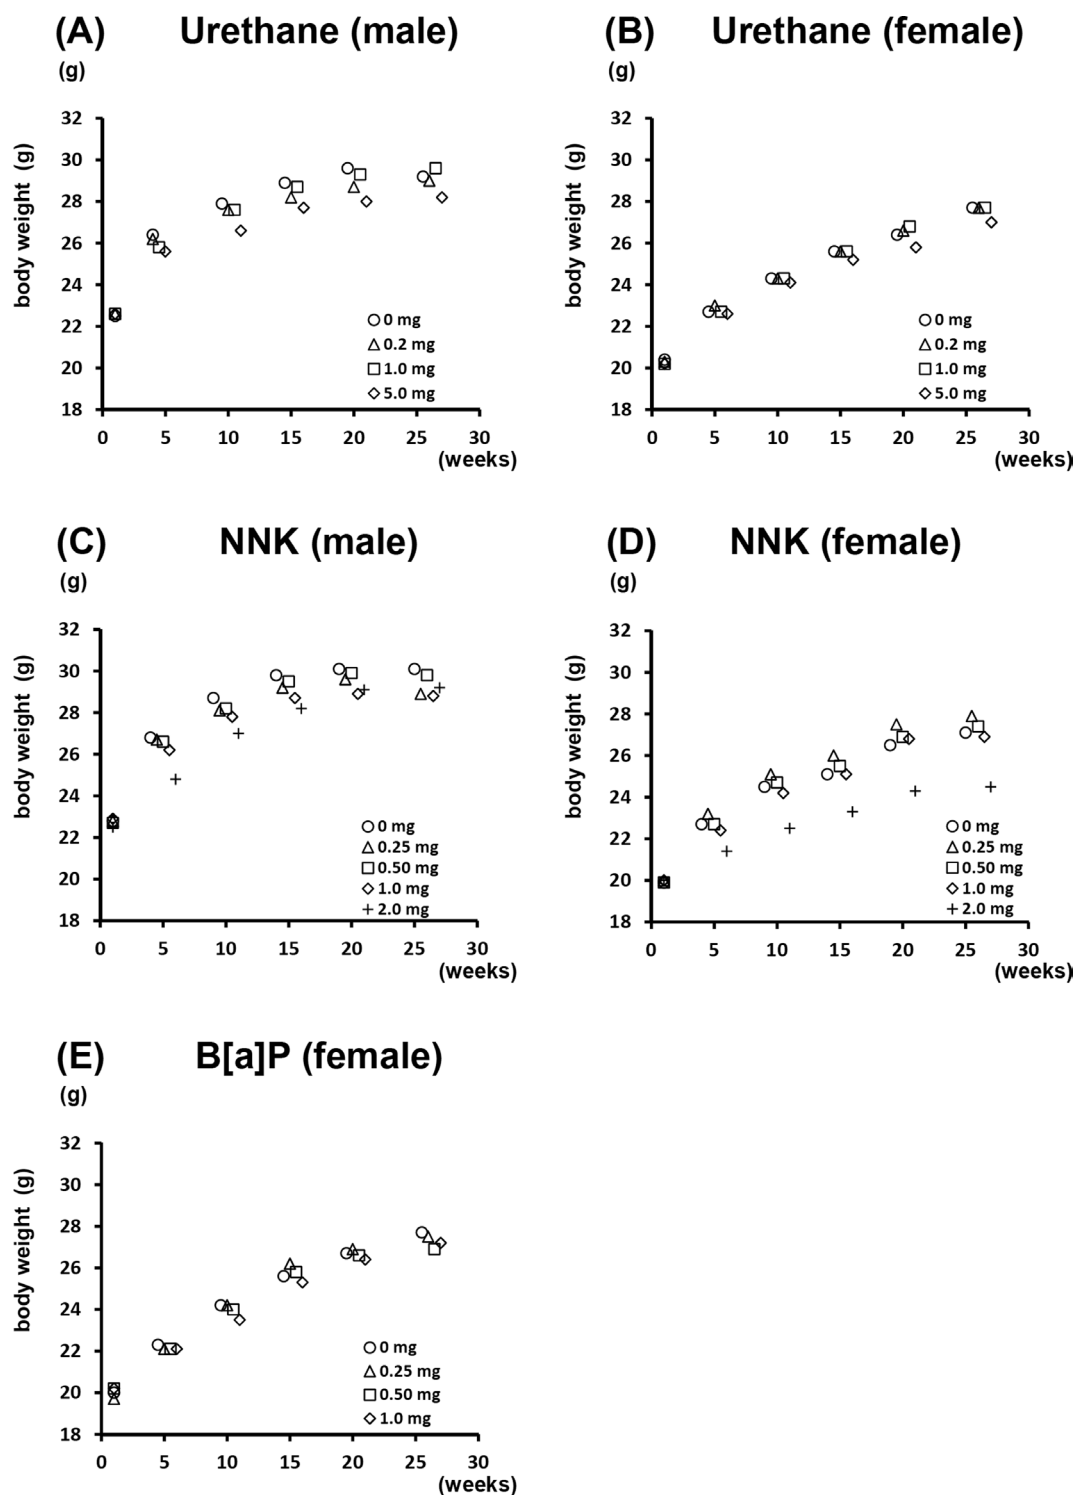 (A) Urethane (male)
(g)
body weight (g)
32
30
28
26
24
22
20
18
0 mg
0.2 mg
1.0 mg
5.0 mg
0 5 10 15 20 25 30
(weeks)
(B) Urethane (female)
(g)
body weight (g)
32
30
28
26
24
22
20
18
0 mg
0.2 mg
1.0 mg
5.0 mg
0 5 10 15 20 25 30
(weeks)
(C) NNK (male)
(g)
body weight (g)
32
30
28
26
24
22
20
18
0 mg
0.25 mg
0.50 mg
1.0 mg
2.0 mg
0 5 10 15 20 25 30
(weeks)
(D) NNK (female)
(g)
body weight (g)
32
30
28
26
24
22
20
18
0 mg
0.25 mg
0.50 mg
1.0 mg
2.0 mg
0 5 10 15 20 25 30
(weeks)
(E) B[a]P (female)
(g)
body weight (g)
32
30
28
26
24
22
20
18
0 mg
0.25 mg
0.50 mg
1.0 mg
0 5 10 15 20 25 30
(weeks)